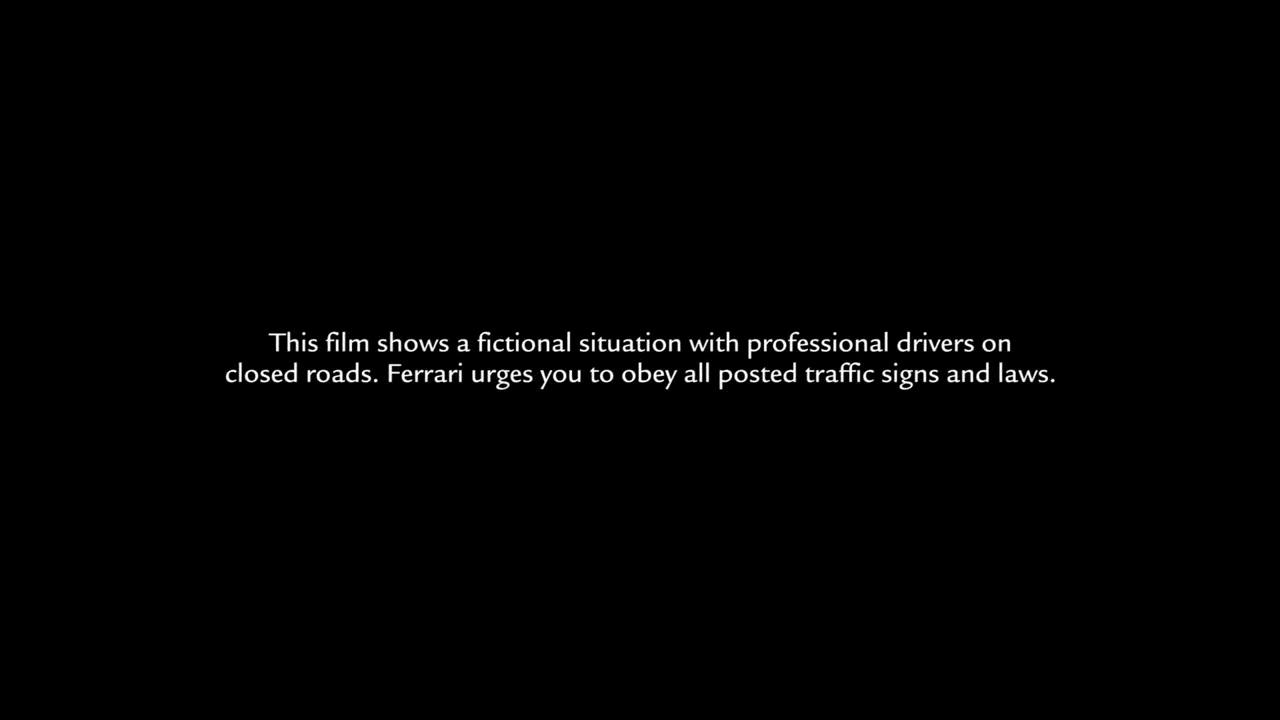 This film shows a fictional situation with professional drivers on
closed roads. Ferrari urges you to obey all posted traffic signs and laws.